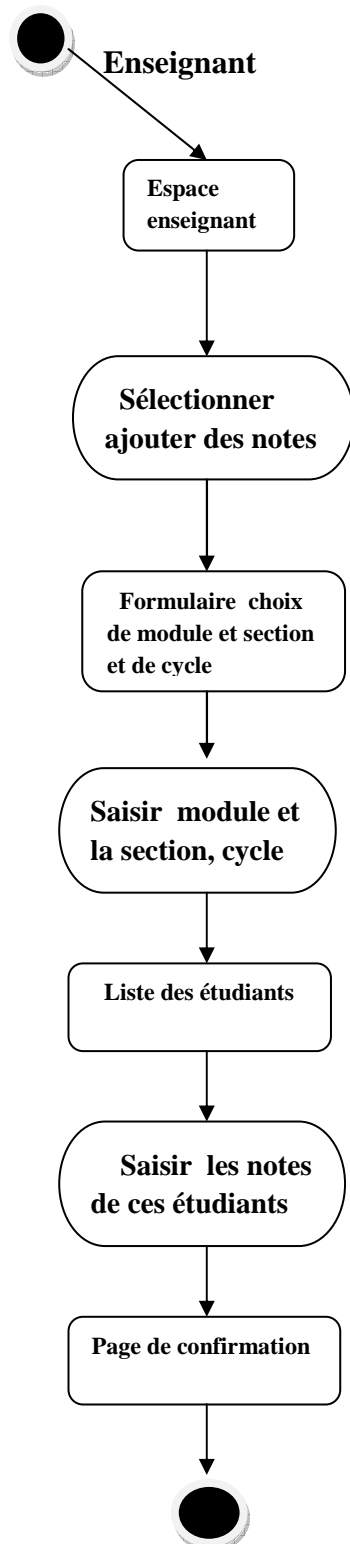 Enseignant
Espace
enseignant
Sélectionner
ajouter des notes
Formulaire choix
de module et section
et de cycle
Saisir module et
la section, cycle
Liste des étudiants
Saisir les notes
de ces étudiants
Page de confirmation